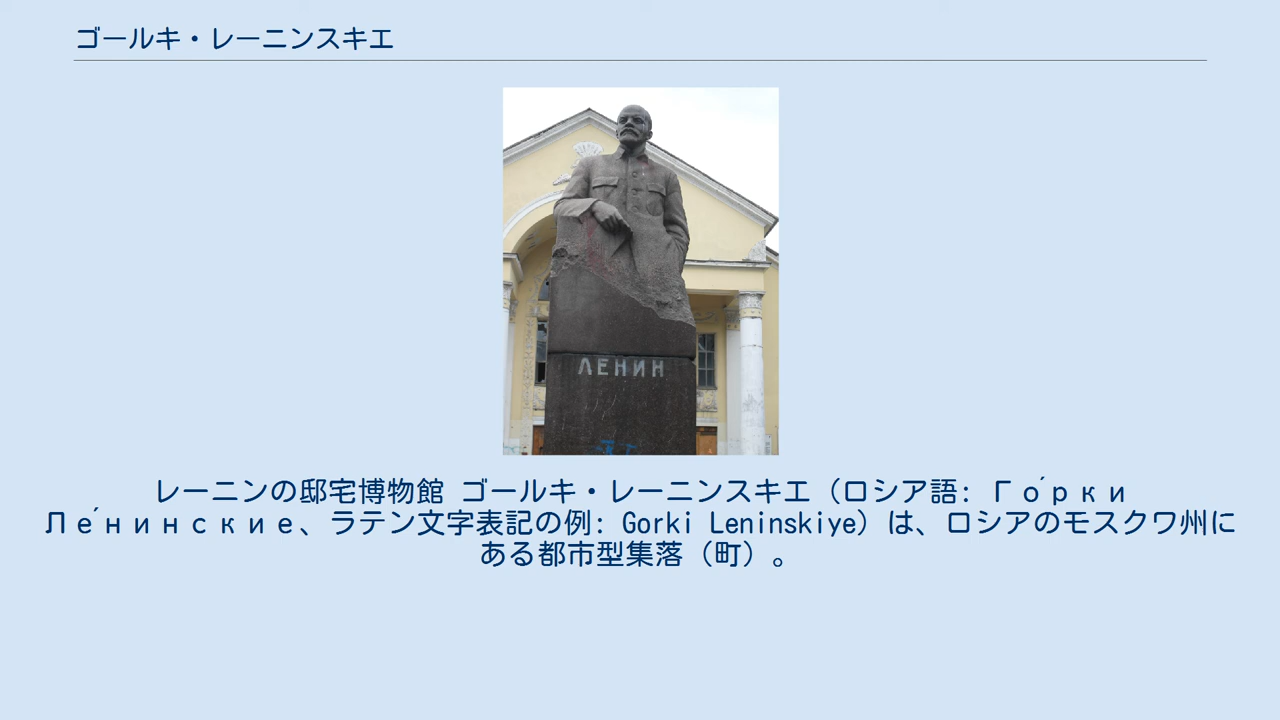 ゴールキ・レーニンスキエ
ЛЕНИН
レーニンの邸宅博物館 ゴールキ・レーニンスキエ（ロシア語: Го́рки
Ле́нинские、ラテン文字表記の例: Gorki Leninskiye）は、ロシアのモスクワ州に
ある都市型集落（町）。